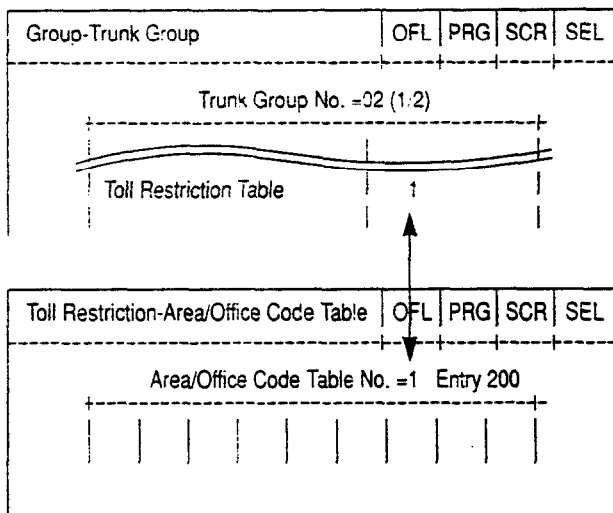 Group-Trunk Group OFL PRG SCR SEL
Trunk Group No. =02 (1/2)
Toll Restriction Table 1
Toll Restriction-Area/Office Code Table OFL PRG SCR SEL
Area/Office Code Table No. =1 Entry 200